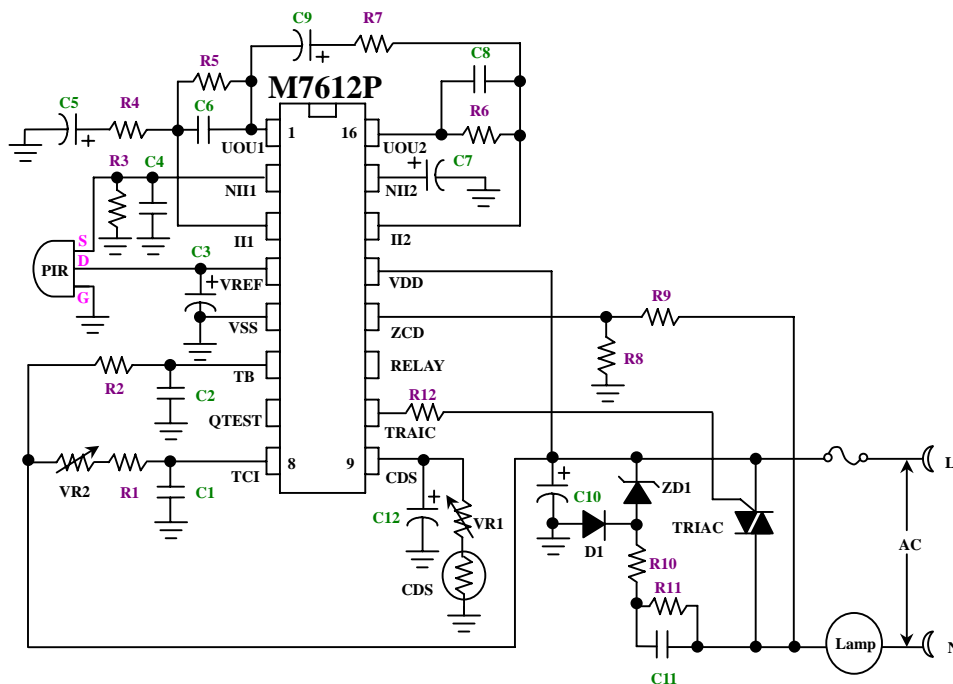 C9
R7
R5
C8
M7612P
C5
R4
C6
R6
1
16
UOU1
UOU2
R3
C4
C7
NII1
NII2
S
II1
II2
D
PIR
C3
VREF
VDD
G
R9
VSS
ZCD
R8
R2
TB
C2
RELAY
R12
QTEST
TRAIC
8
9
L
TCI
CDS
VR2
R1
C1
ZD1
C10
C12
VR1
TRIAC
D1
AC
R10
CDS
R11
Lamp
N
C11